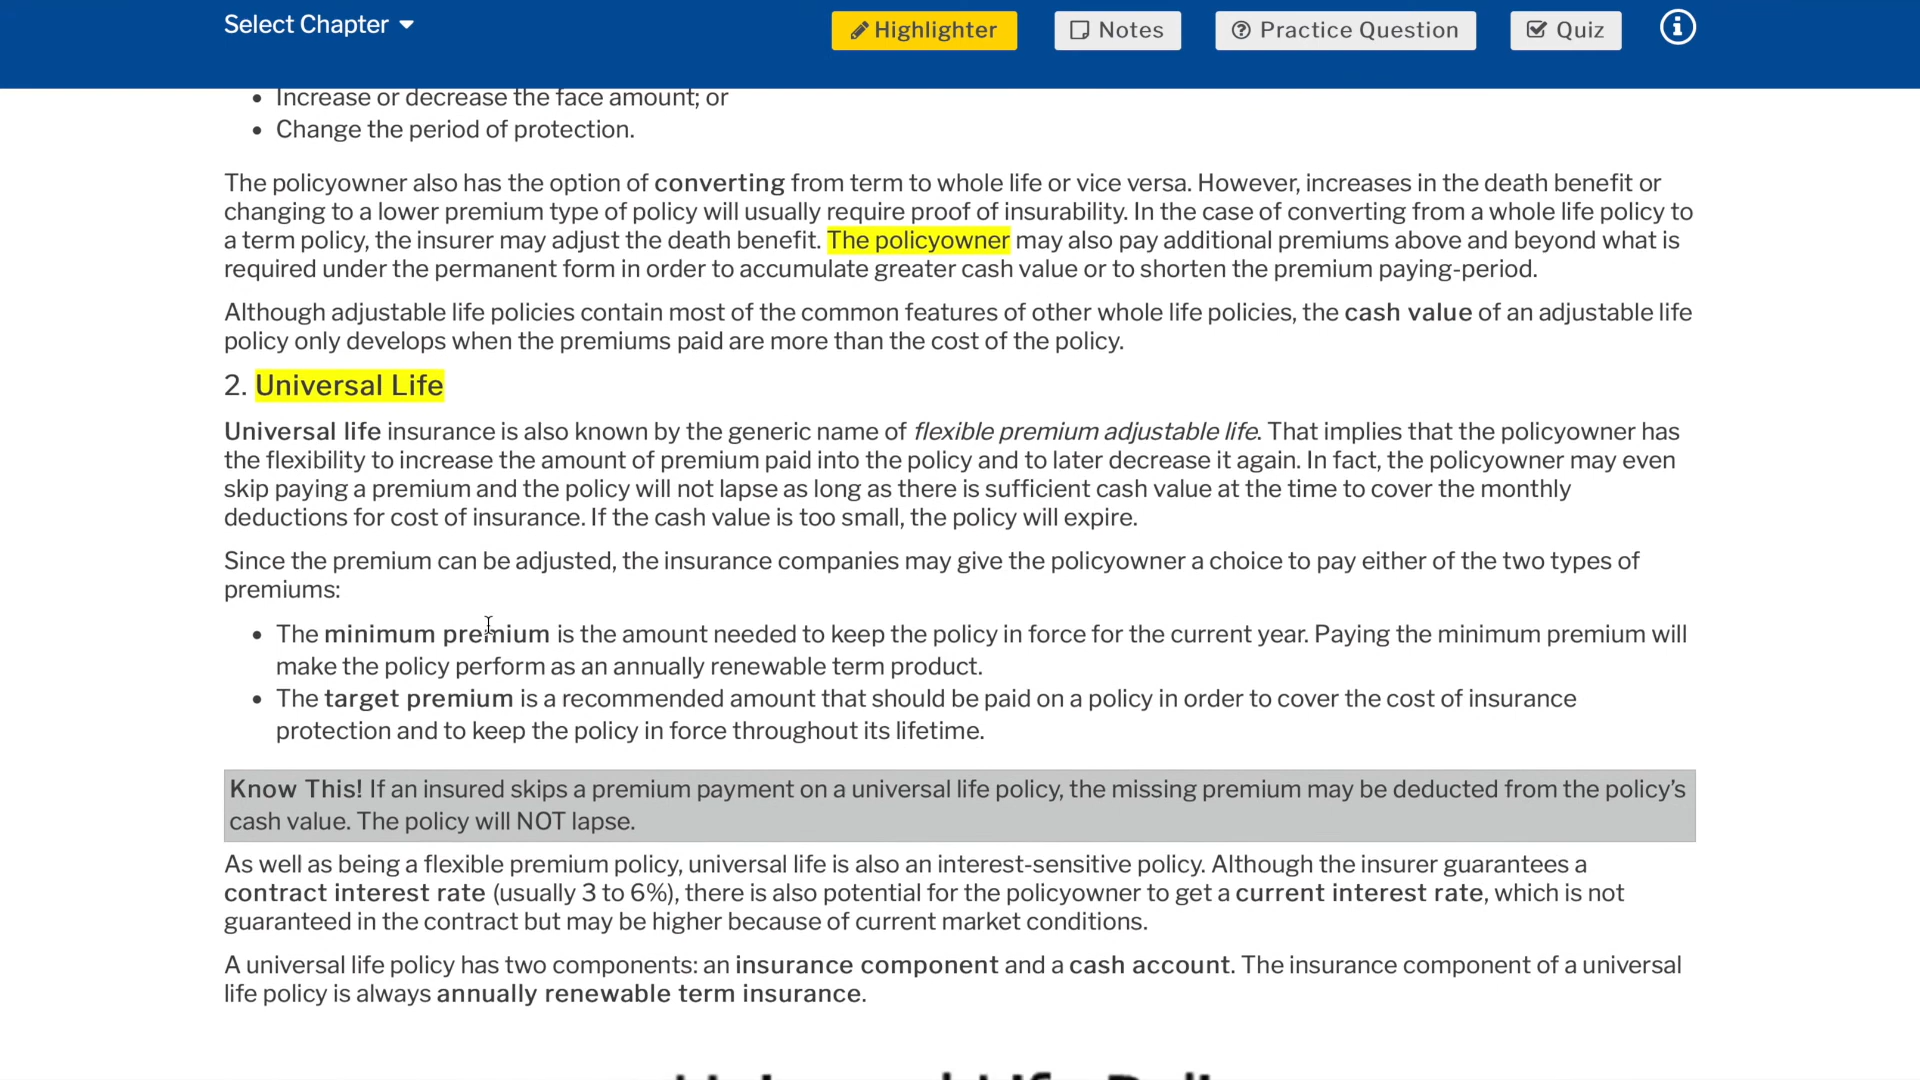 Select Chapter
Highlighter
Notes
Practice Question
Quiz
• Increase or decrease the face amount; or
• Change the period of protection.
The policyowner also has the option of converting from term to whole life or vice versa. However, increases in the death benefit or
changing to a lower premium type of policy will usually require proof of insurability. In the case of converting from a whole life policy to
a term policy, the insurer may adjust the death benefit. The policyowner may also pay additional premiums above and beyond what is
required under the permanent form in order to accumulate greater cash value or to shorten the premium paying-period.
Although adjustable life policies contain most of the common features of other whole life policies, the cash value of an adjustable life
policy only develops when the premiums paid are more than the cost of the policy.
2. Universal Life
Universal life insurance is also known by the generic name of flexible premium adjustable life. That implies that the policyowner has
the flexibility to increase the amount of premium paid into the policy and to later decrease it again. In fact, the policyowner may even
skip paying a premium and the policy will not lapse as long as there is sufficient cash value at the time to cover the monthly
deductions for cost of insurance. If the cash value is too small, the policy will expire.
Since the premium can be adjusted, the insurance companies may give the policyowner a choice to pay either of the two types of
premiums:
• The minimum premium is the amount needed to keep the policy in force for the current year. Paying the minimum premium will
make the policy perform as an annually renewable term product.
• The target premium is a recommended amount that should be paid on a policy in order to cover the cost of insurance
protection and to keep the policy in force throughout its lifetime.
Know This! If an insured skips a premium payment on a universal life policy, the missing premium may be deducted from the policy's
cash value. The policy will NOT lapse.
As well as being a flexible premium policy, universal life is also an interest-sensitive policy. Although the insurer guarantees a
contract interest rate (usually 3 to 6%), there is also potential for the policyowner to get a current interest rate, which is not
guaranteed in the contract but may be higher because of current market conditions.
A universal life policy has two components: an insurance component and a cash account. The insurance component of a universal
life policy is always annually renewable term insurance.